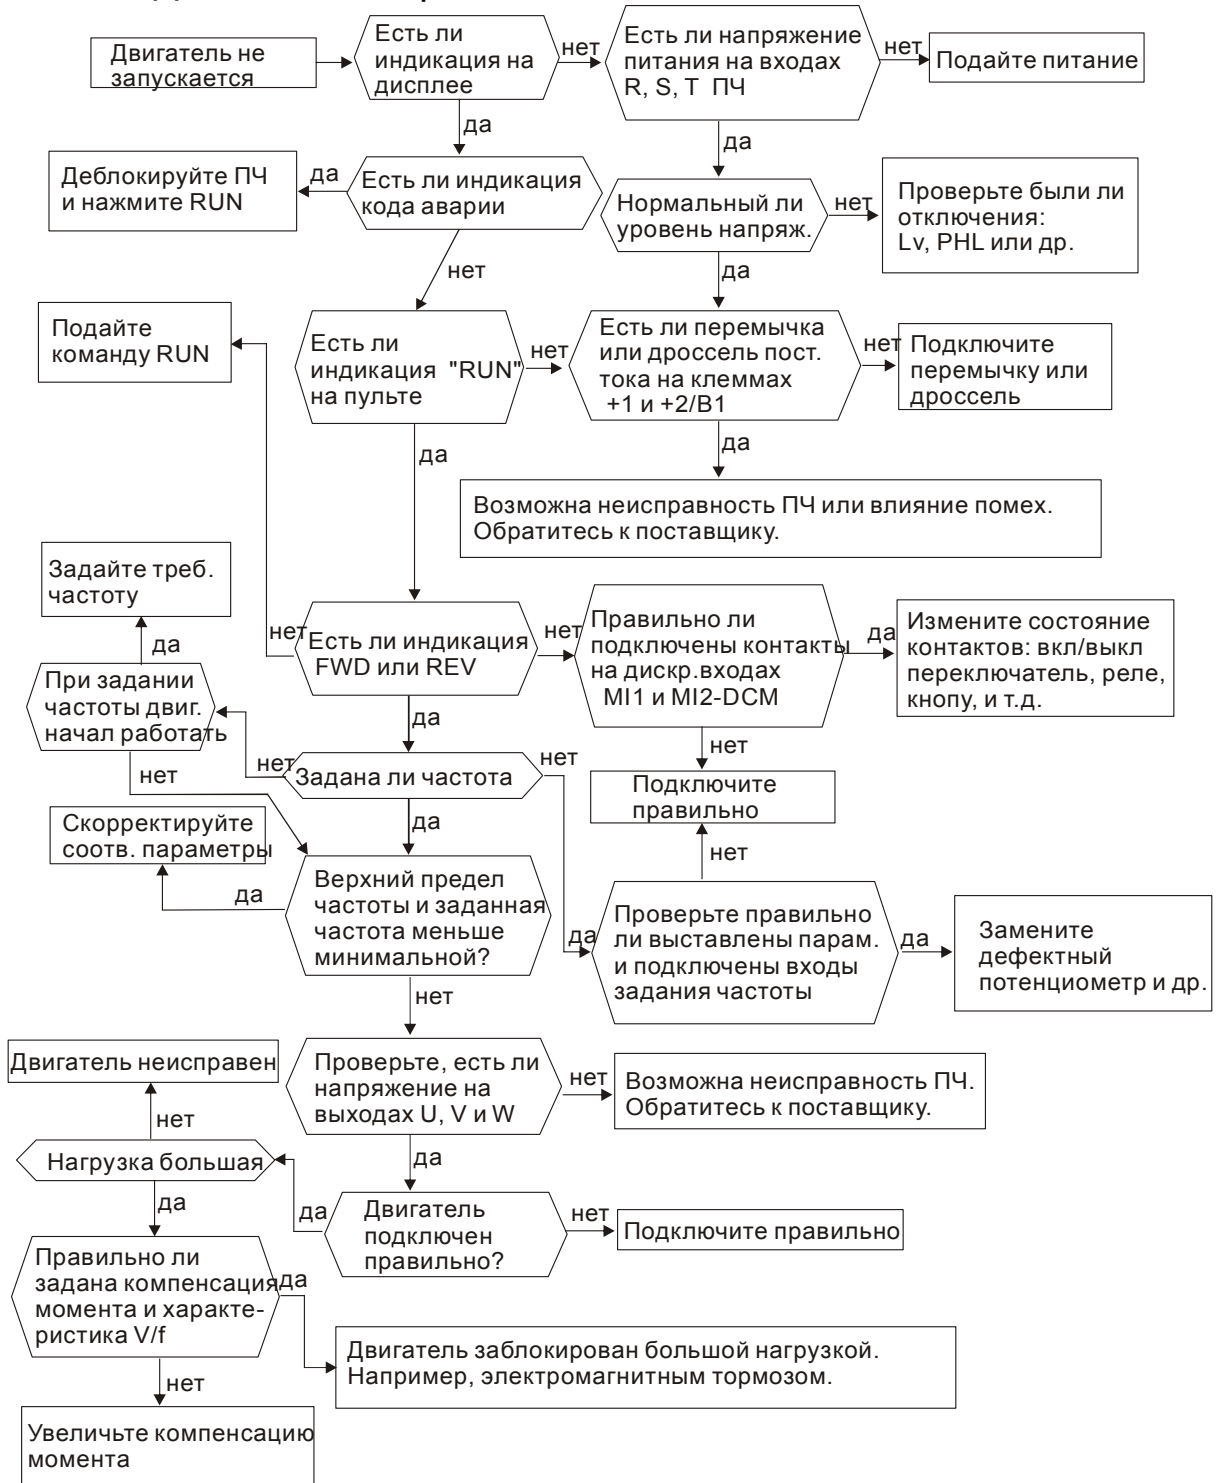 Двигатель не
запускается
Есть ли
индикация на
дисплее
нет
Есть ли напряжение
питания на входах
R, S, T ПЧ
нет
Подайте питание
да
да
Деблокируйте ПЧ
и нажмите RUN
да
Есть ли индикация
кода аварии
Нормальный ли
уровень напряж.
нет
Проверьте были ли
отключения:
Lv, PHL или др.
нет
да
Подайте
команду RUN
Есть ли
индикация "RUN"
на пульте
нет
Есть ли перемычка
или дроссель пост.
тока на клеммах
+1 и +2/B1
нет
Подключите
перемычку или
дроссель
да
да
Возможна неисправность ПЧ или влияние помех.
Обратитесь к поставщику.
Задайте треб.
частоту
да
нет
Есть ли индикация
FWD или REV
нет
Правильно ли
подключены контакты
на дискр.входах
MI1 и MI2-DCM
да
Измените состояние
контактов: вкл/выкл
переключатель, реле,
кнопу, и т.д.
При задании
частоты двиг.
начал работать
да
нет
нет
нет
Задана ли частота
нет
Подключите
правильно
Скорректируйте
соотв. параметры
да
нет
да
Верхний предел
частоты и заданная
частота меньше
минимальной?
да
Проверьте правильно
ли выставлены парам.
и подключены входы
задания частоты
да
Замените
дефектный
потенциометр и др.
нет
Двигатель неисправен
Проверьте, есть ли
напряжение на
выходах U, V и W
нет
Возможна неисправность ПЧ.
Обратитесь к поставщику.
нет
да
Нагрузка большая
да
да
Двигатель
подключен
правильно?
нет
Подключите правильно
Правильно ли
задана компенсация
момента и характе-
ристика V/f
да
Двигатель заблокирован большой нагрузкой.
Например, электромагнитным тормозом.
нет
Увеличьте компенсацию
момента